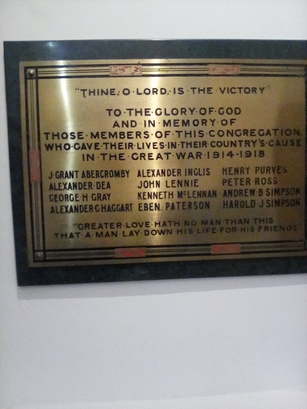 "THINE·O·LORD·IS·THE·VICTORY"
TO·THE·GLORY·OF·GOD
AND·IN·MEMORY·OF
THOSE·MEMBERS·OF·THIS·CONGREGATION
WHO·GAVE·THEIR·LIVES·IN·THEIR·COUNTRY'S·CAUSE
IN·THE·GREAT·WAR·1914-1918
J GRANT ABERCROMBY ALEXANDER INGLIS HENRY PURVES
ALEXANDER DEA JOHN LENNIE PETER ROSS
GEORGE H GRAY KENNETH McLENNAN ANDREW B SIMPSON
ALEXANDER C HAGGART EBEN. PATERSON HAROLD J SIMPSON
"GREATER·LOVE·HATH·NO·MAN·THAN·THIS
THAT·A·MAN·LAY·DOWN·HIS·LIFE·FOR·HIS·FRIENDS"